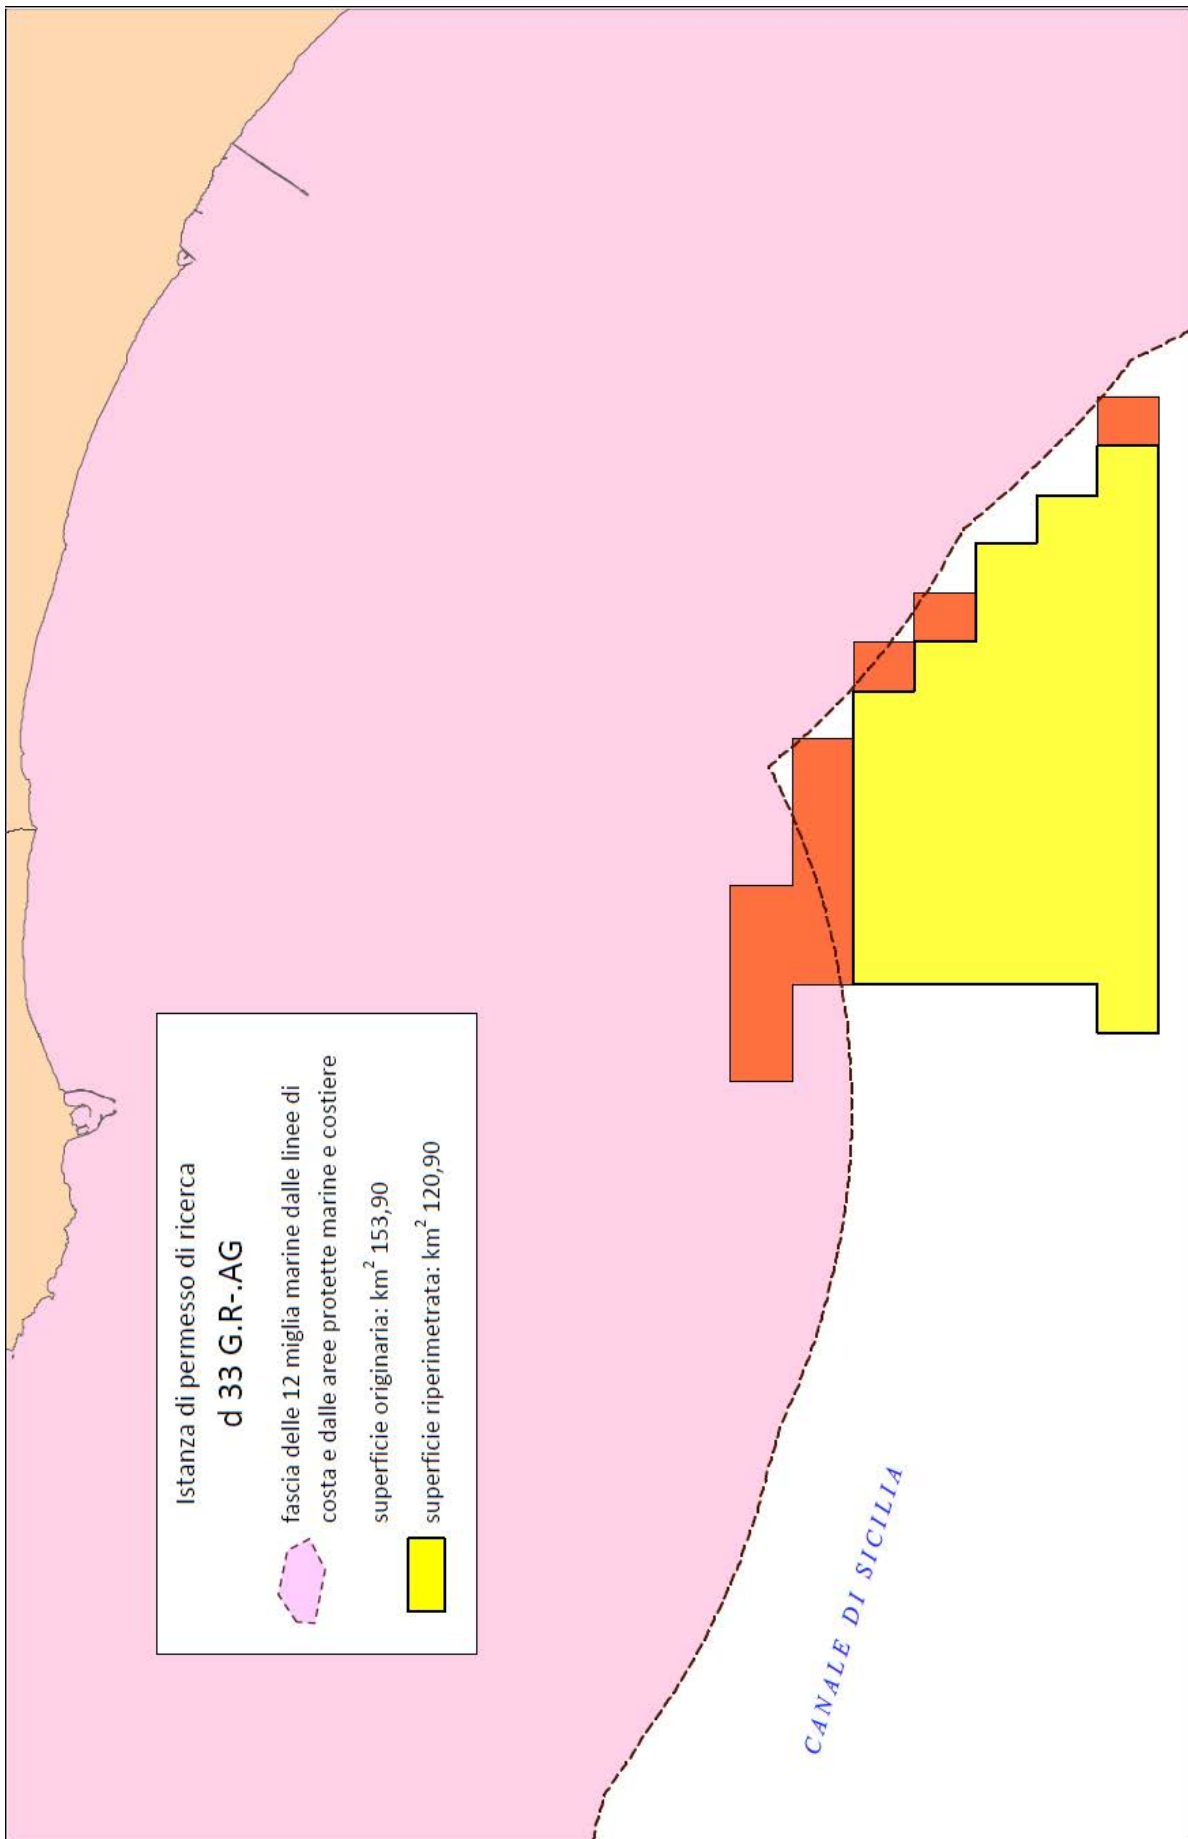 Istanza di permesso di ricerca
d 33 G.R-.AG
fascia delle 12 miglia marine dalle linee di
costa e dalle aree protette marine e costiere
superficie originaria: km² 153,90
superficie riperimetrata: km² 120,90
CANALE DI SICILIA